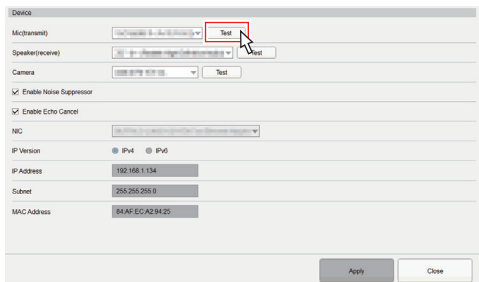 Device
Mic(transmit) Test
Speaker(receive) Test
Camera Test
Enable Noise Suppressor
Enable Echo Cancel
NIC
IP Version IPv4 IPv6
IP Address 192.168.1.134
Subnet 255.255.255.0
MAC Address 84:AF:EC:A2:94:25
Apply Close